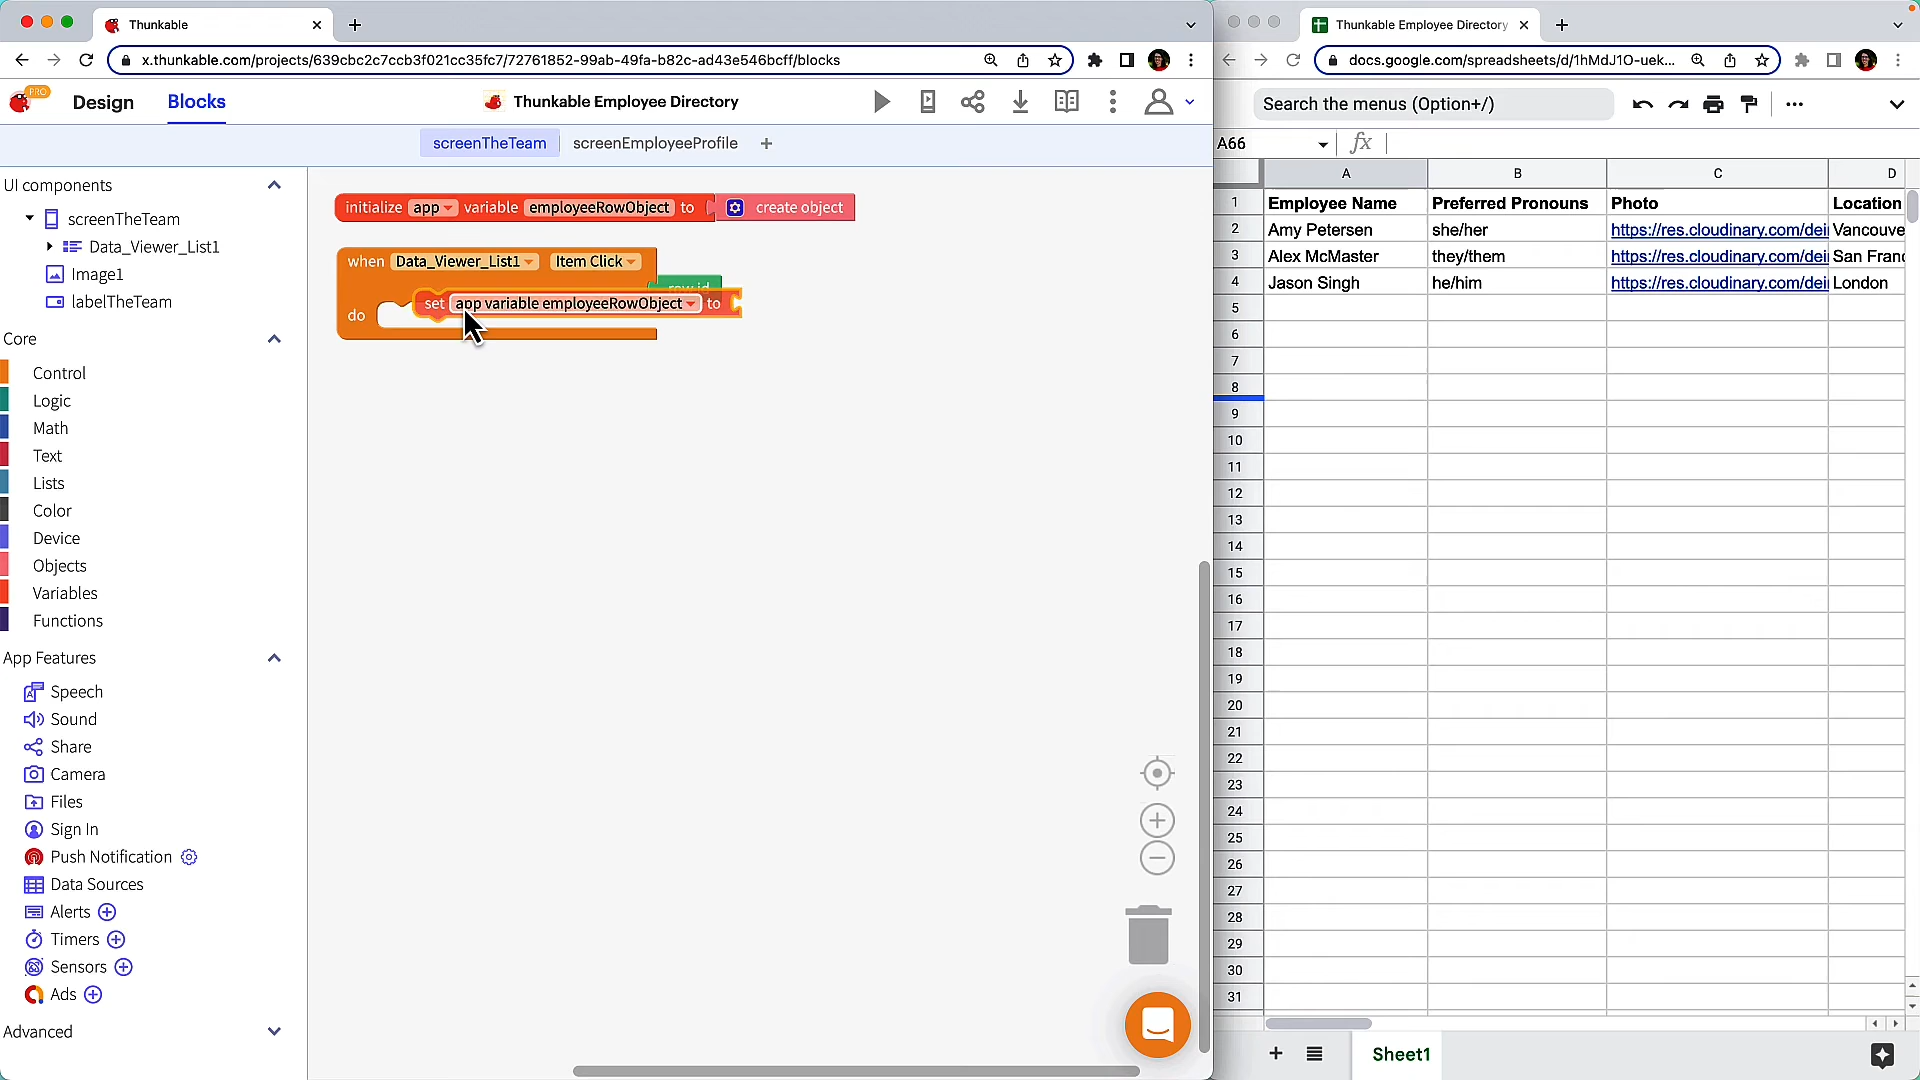 Thunkable
x.thunkable.com/projects/639cbc2c7ccb3f021cc35fc7/72761852-99ab-49fa-b82c-ad43e546bcff/blocks
PRO
Design
Blocks
Thunkable Employee Directory
screenTheTeam
screenEmployeeProfile
UI components
screenTheTeam
Data_Viewer_List1
Image1
labelTheTeam
Core
Control
Logic
Math
Text
Lists
Color
Device
Objects
Variables
Functions
App Features
Speech
Sound
Share
Camera
Files
Sign In
Push Notification
Data Sources
Alerts
Timers
Sensors
Ads
Advanced
initialize app variable employeeRowObject to create object
when Data_Viewer_List1 Item Click
row id
set app variable employeeRowObject to
do
Thunkable Employee Directory
docs.google.com/spreadsheets/d/1hMdJ1O-uek...
Search the menus (Option+/)
A66
fx
A B C D
1 Employee Name Preferred Pronouns Photo Location
2 Amy Petersen she/her https://res.cloudinary.com/dei Vancouve
3 Alex McMaster they/them https://res.cloudinary.com/dei San Franc
4 Jason Singh he/him https://res.cloudinary.com/dei London
5
6
7
8
9
10
11
12
13
14
15
16
17
18
19
20
21
22
23
24
25
26
27
28
29
30
31
Sheet1